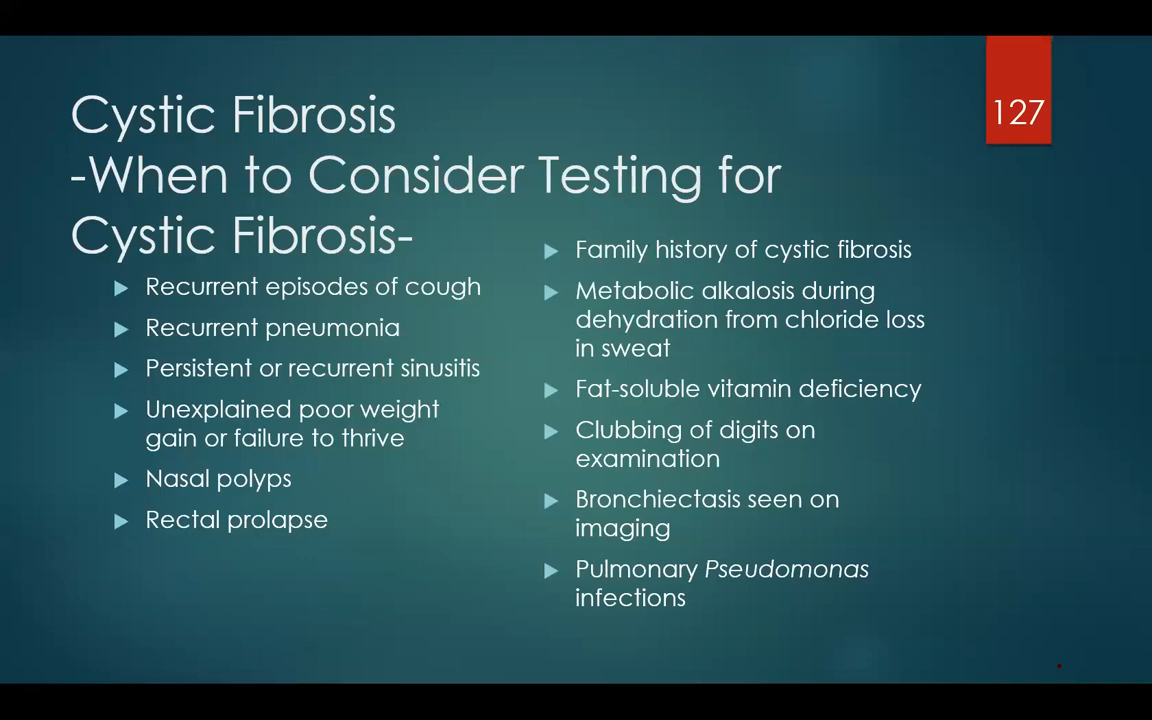 127
Cystic Fibrosis
-When to Consider Testing for
Cystic Fibrosis-
Recurrent episodes of cough
Recurrent pneumonia
Persistent or recurrent sinusitis
Unexplained poor weight
gain or failure to thrive
Nasal polyps
Rectal prolapse
Family history of cystic fibrosis
Metabolic alkalosis during
dehydration from chloride loss
in sweat
Fat-soluble vitamin deficiency
Clubbing of digits on
examination
Bronchiectasis seen on
imaging
Pulmonary Pseudomonas
infections